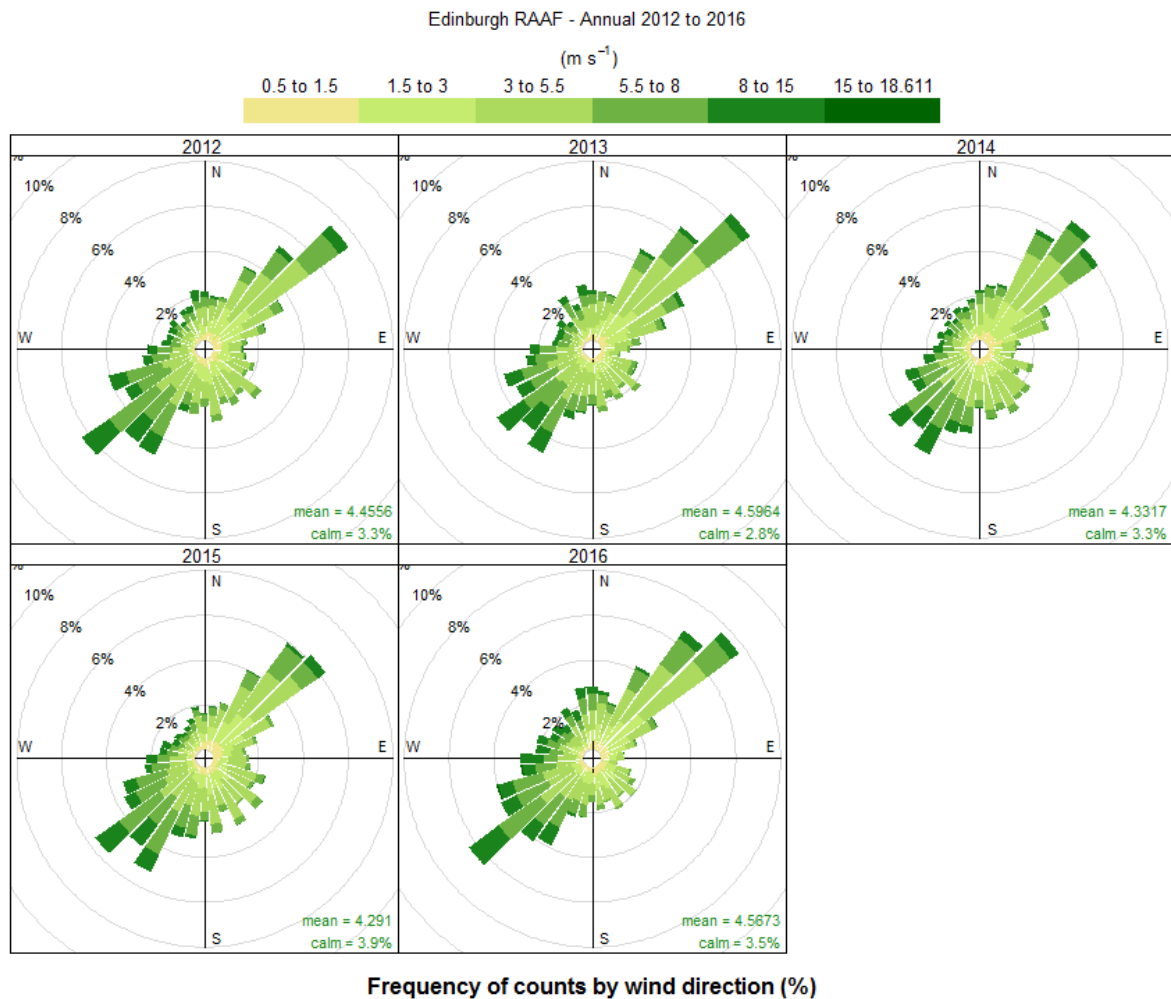 Edinburgh RAAF - Annual 2012 to 2016
(m s⁻¹)
0.5 to 1.5 1.5 to 3 3 to 5.5 5.5 to 8 8 to 15 15 to 18.611
2012 2013 2014
% % %
N N N
10% 10% 10%
8% 8% 8%
6% 6% 6%
4% 4% 4%
2% 2% 2%
W E W E W E
mean = 4.4556 mean = 4.5964 mean = 4.3317
S S S
calm = 3.3% calm = 2.8% calm = 3.3%
2015 2016
% %
N N
10% 10%
8% 8%
6% 6%
4% 4%
2% 2%
W E W E
mean = 4.291 mean = 4.5673
S S
calm = 3.9% calm = 3.5%
Frequency of counts by wind direction (%)